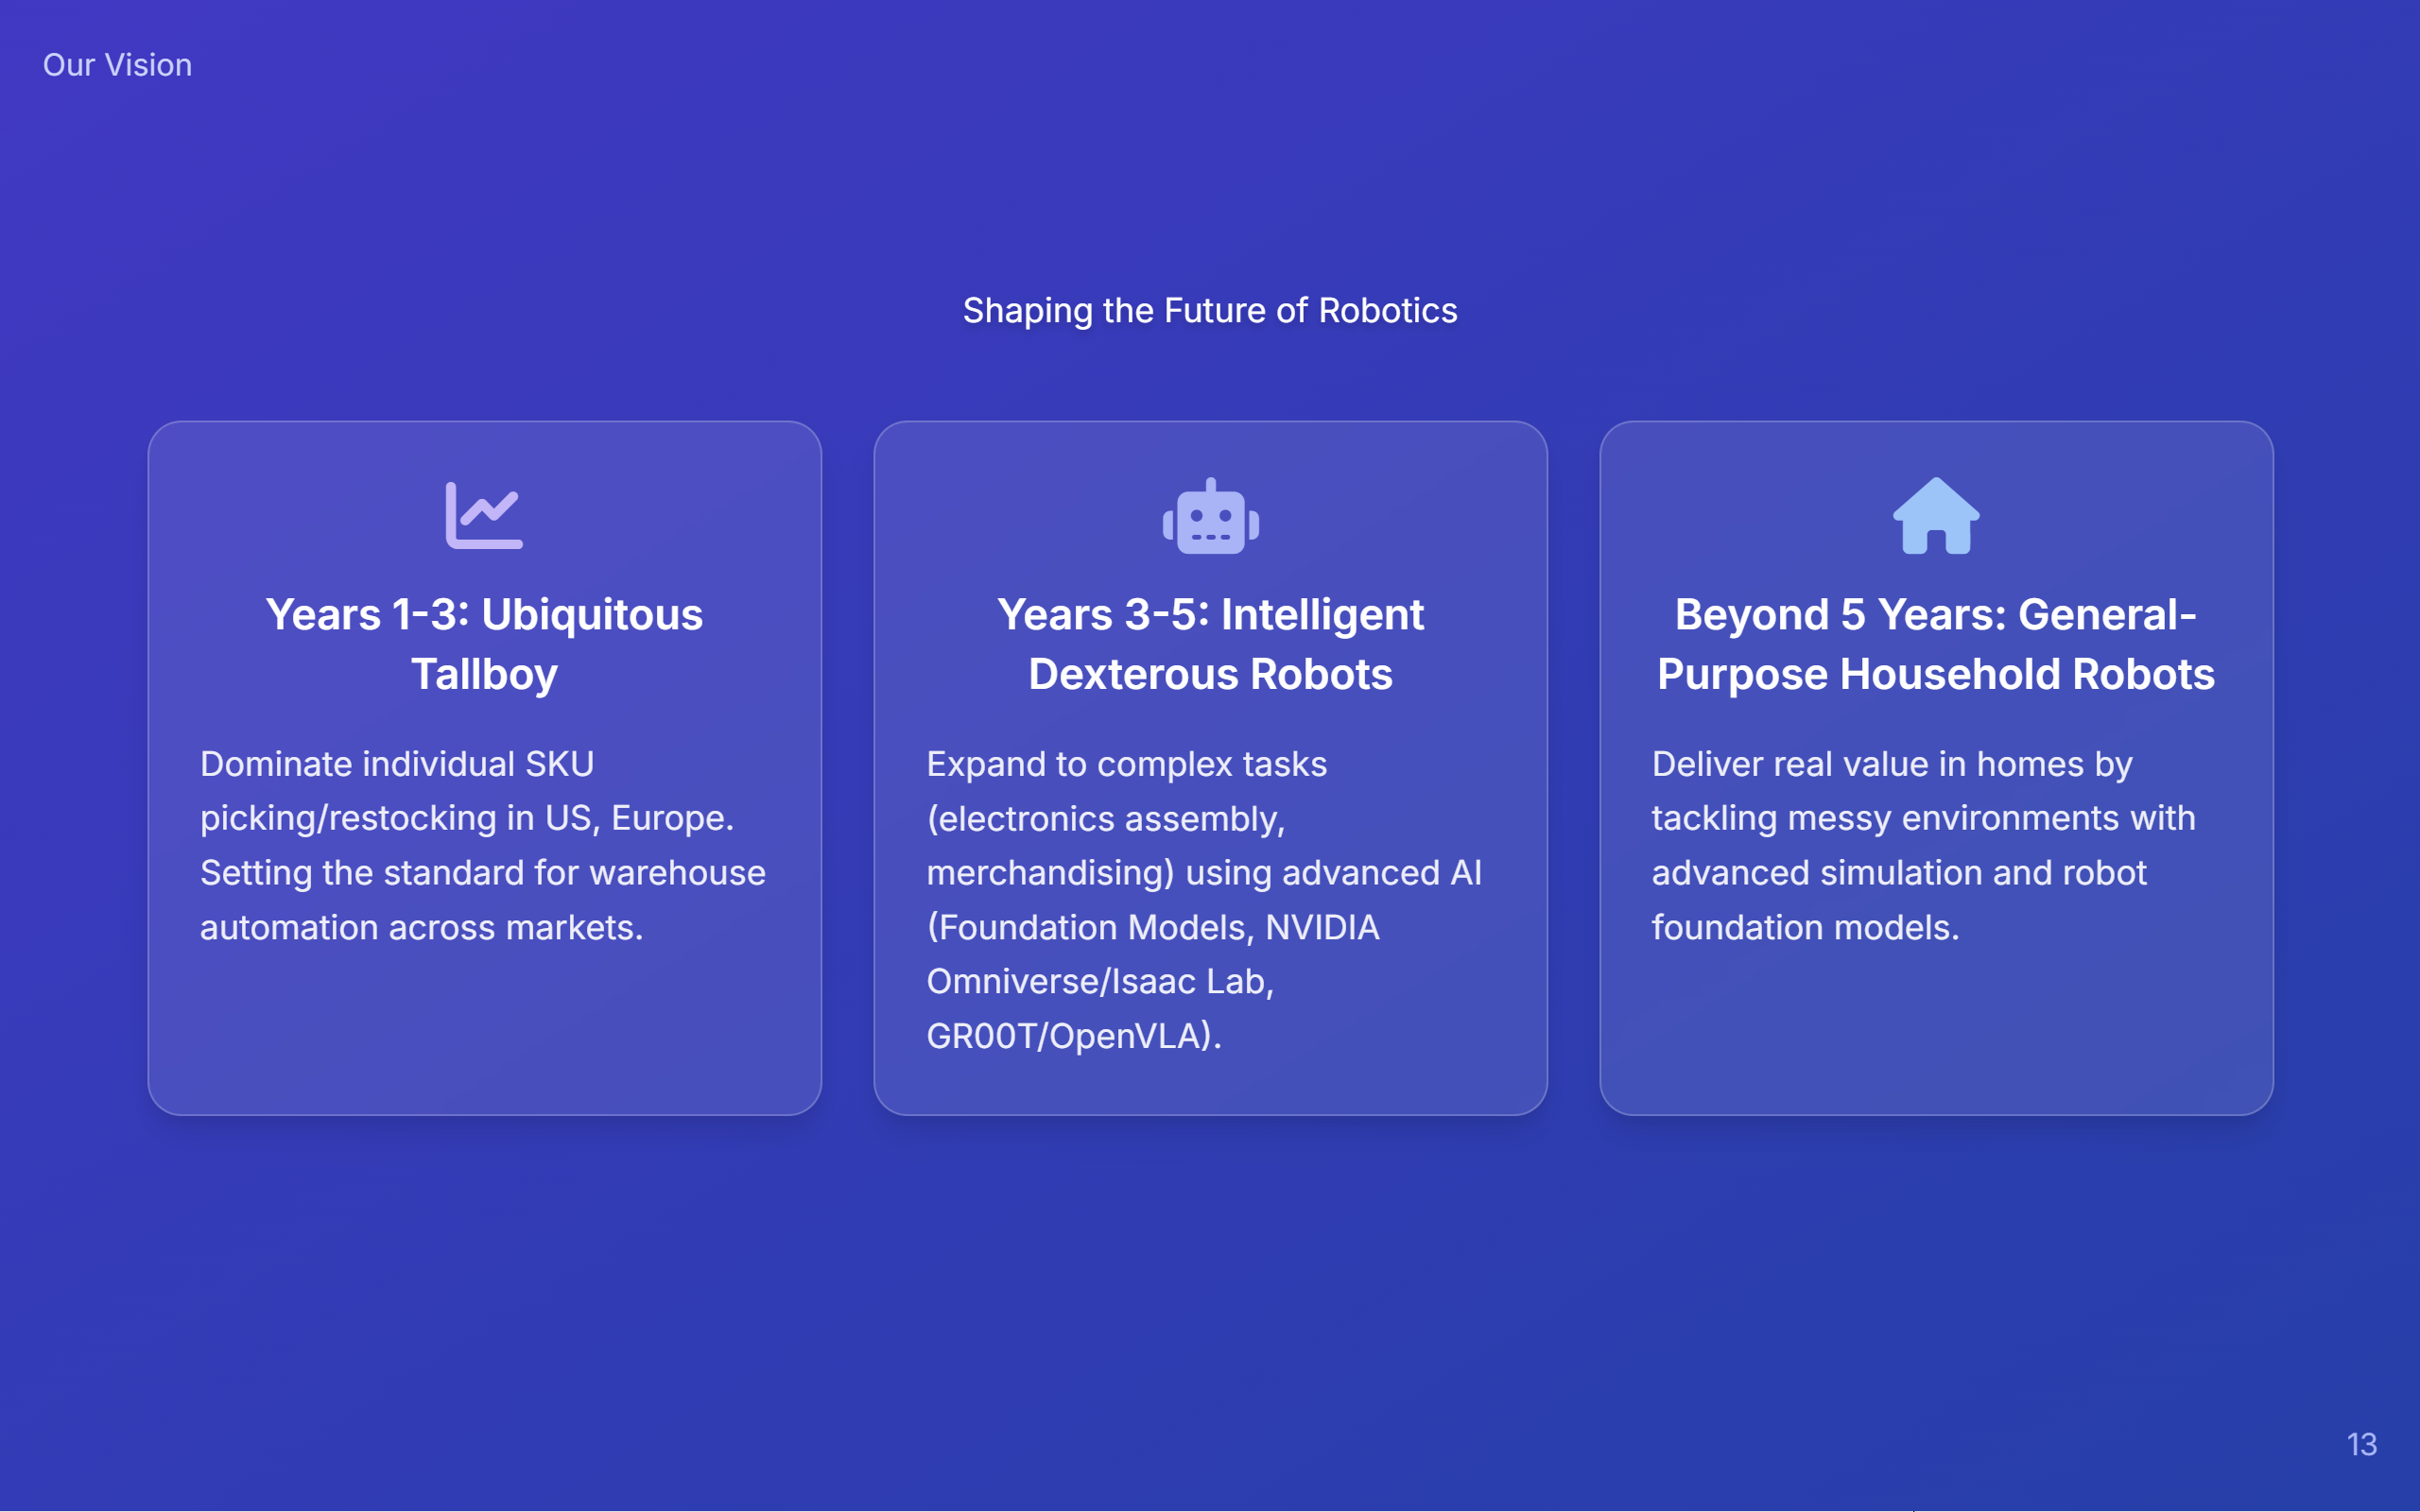 Our Vision
Shaping the Future of Robotics
Years 1-3: Ubiquitous
Tallboy
Dominate individual SKU
picking/restocking in US, Europe.
Setting the standard for warehouse
automation across markets.
Years 3-5: Intelligent
Dexterous Robots
Expand to complex tasks
(electronics assembly,
merchandising) using advanced AI
(Foundation Models, NVIDIA
Omniverse/Isaac Lab,
GR00T/OpenVLA).
Beyond 5 Years: General-
Purpose Household Robots
Deliver real value in homes by
tackling messy environments with
advanced simulation and robot
foundation models.
13